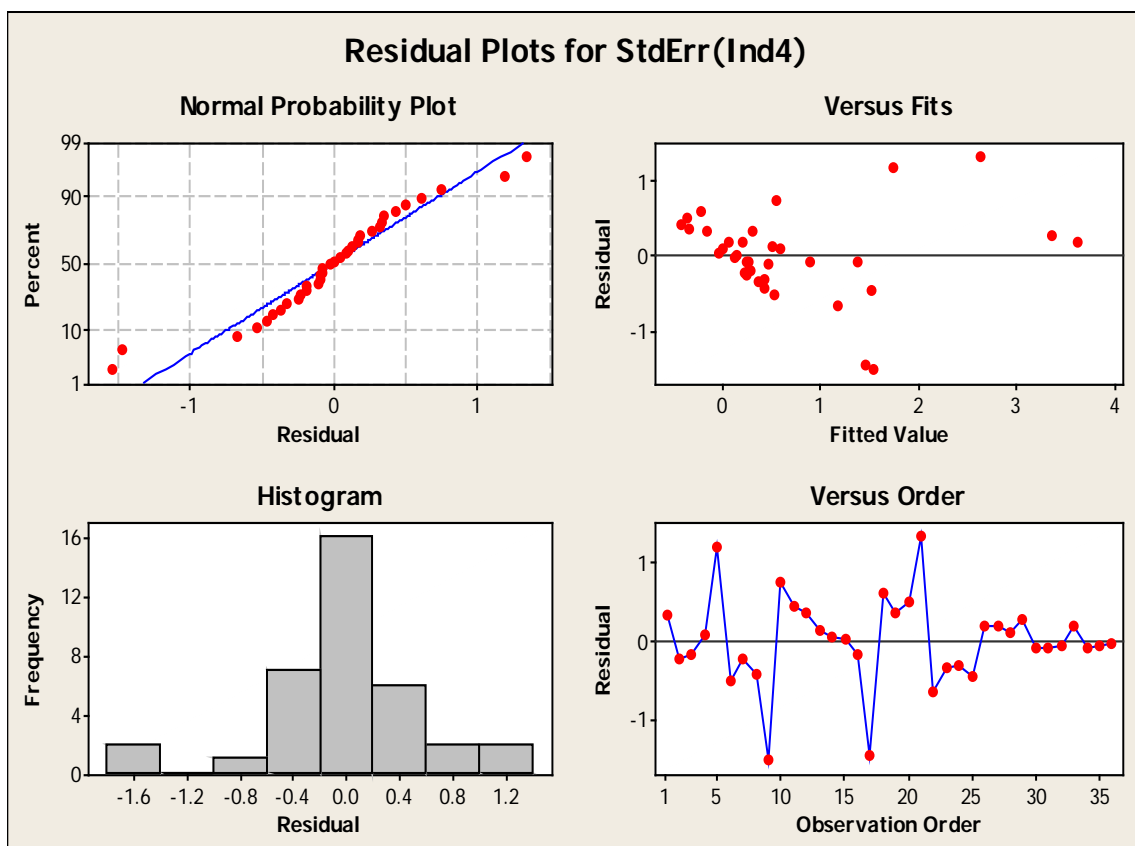 Residual Plots for StdErr(Ind4)
Normal Probability Plot
Percent
99
90
50
10
1
-1 0 1
Residual
Versus Fits
Residual
1
0
-1
0 1 2 3 4
Fitted Value
Histogram
Frequency
16
12
8
4
0
-1.6 -1.2 -0.8 -0.4 0.0 0.4 0.8 1.2
Residual
Versus Order
Residual
1
0
-1
1 5 10 15 20 25 30 35
Observation Order